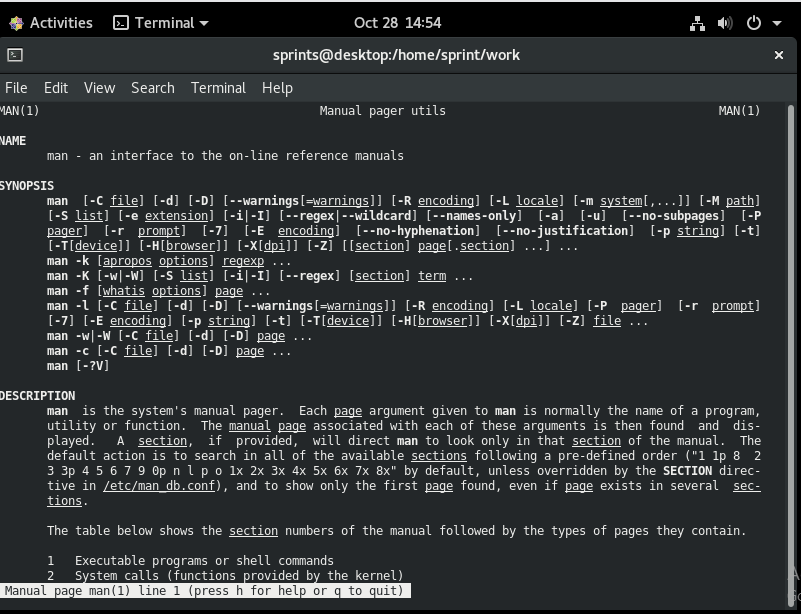 Activities Terminal Oct 28 14:54
sprints@desktop:/home/sprint/work ×
File Edit View Search Terminal Help
MAN(1) Manual pager utils MAN(1)
NAME
man - an interface to the on-line reference manuals
SYNOPSIS
man [-C file] [-d] [-D] [--warnings[=warnings]] [-R encoding] [-L locale] [-m system[,...]] [-M path]
[-S list] [-e extension] [-i|-I] [--regex|--wildcard] [--names-only] [-a] [-u] [--no-subpages] [-P
pager] [-r prompt] [-7] [-E encoding] [--no-hyphenation] [--no-justification] [-p string] [-t]
[-T[device]] [-H[browser]] [-X[dpi]] [-Z] [[section] page[.section] ...] ...
man -k [apropos options] regexp ...
man -K [-w|-W] [-S list] [-i|-I] [--regex] [section] term ...
man -f [whatis options] page ...
man -l [-C file] [-d] [-D] [--warnings[=warnings]] [-R encoding] [-L locale] [-P pager] [-r prompt]
[-7] [-E encoding] [-p string] [-t] [-T[device]] [-H[browser]] [-X[dpi]] [-Z] file ...
man -w|-W [-C file] [-d] [-D] page ...
man -c [-C file] [-d] [-D] page ...
man [-?V]
DESCRIPTION
man is the system's manual pager. Each page argument given to man is normally the name of a program,
utility or function. The manual page associated with each of these arguments is then found and dis-
played. A section, if provided, will direct man to look only in that section of the manual. The
default action is to search in all of the available sections following a pre-defined order ("1 1p 8 2
3 3p 4 5 6 7 9 0p n l p o 1x 2x 3x 4x 5x 6x 7x 8x" by default, unless overridden by the SECTION direc-
tive in /etc/man_db.conf), and to show only the first page found, even if page exists in several sec-
tions.
The table below shows the section numbers of the manual followed by the types of pages they contain.
1 Executable programs or shell commands
2 System calls (functions provided by the kernel)
Manual page man(1) line 1 (press h for help or q to quit)